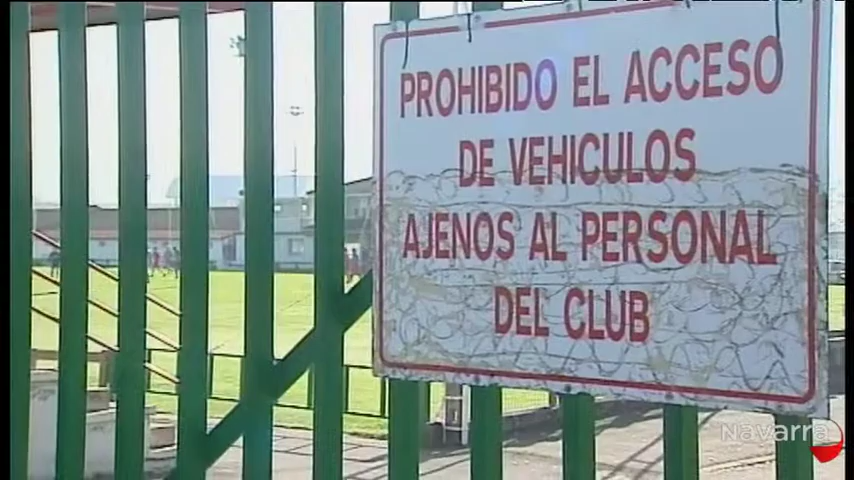 PROHIBIDO EL ACCESO
DE VEHICULOS
AJENOS AL PERSONAL
DEL CLUB
Navarra